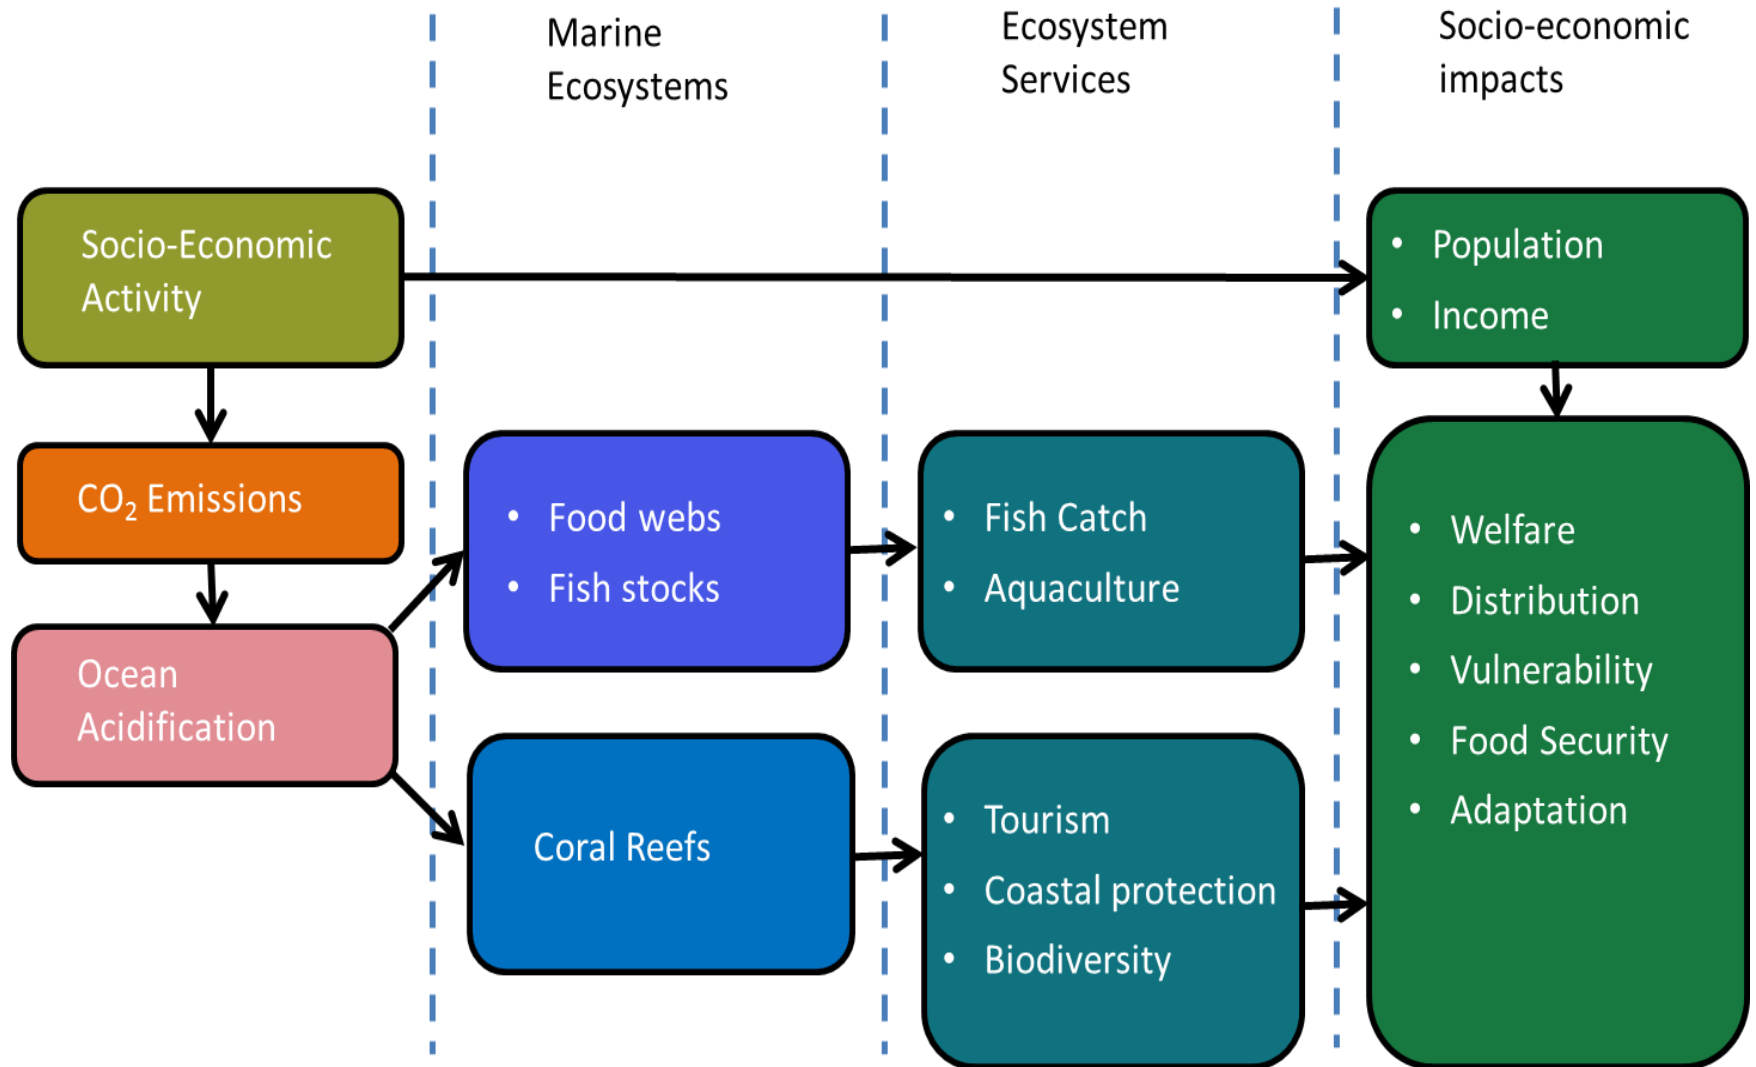 Marine
Ecosystems
Ecosystem
Services
Socio-economic
impacts
Socio-Economic
Activity
• Population
• Income
CO₂ Emissions
• Food webs
• Fish stocks
• Fish Catch
• Aquaculture
• Welfare
• Distribution
• Vulnerability
• Food Security
• Adaptation
Ocean
Acidification
Coral Reefs
• Tourism
• Coastal protection
• Biodiversity